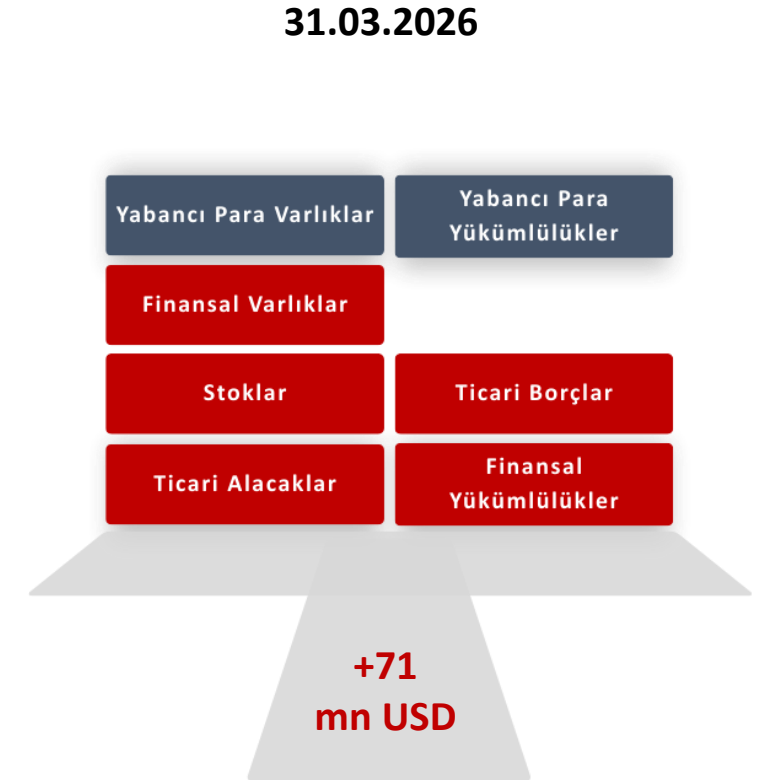 31.03.2026
Yabancı Para Varlıklar
Yabancı Para
Yükümlülükler
Finansal Varlıklar
Stoklar
Ticari Borçlar
Ticari Alacaklar
Finansal
Yükümlülükler
+71
mn USD